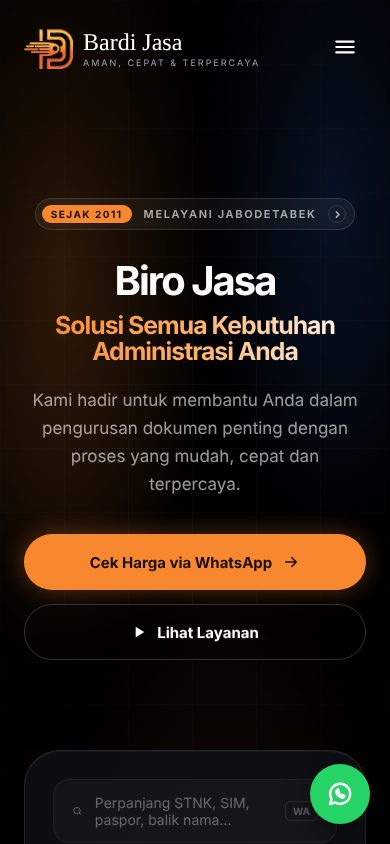 Bardi Jasa
AMAN, CEPAT & TERPERCAYA
SEJAK 2011 MELAYANI JABODETABEK
Biro Jasa
Solusi Semua Kebutuhan
Administrasi Anda
Kami hadir untuk membantu Anda dalam
pengurusan dokumen penting dengan
proses yang mudah, cepat dan
terpercaya.
Cek Harga via WhatsApp →
Lihat Layanan
Perpanjang STNK, SIM,
paspor, balik nama...
WA